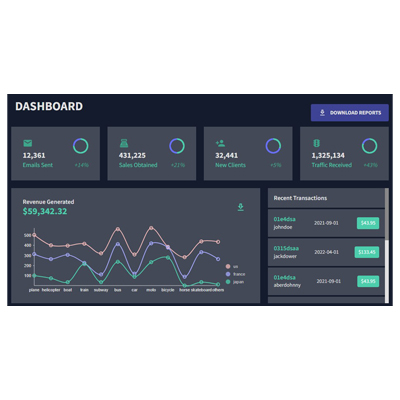 DASHBOARD
DOWNLOAD REPORTS
12,361
Emails Sent
+14%
431,225
Sales Obtained
+21%
32,441
New Clients
+5%
1,325,134
Traffic Received
+43%
Revenue Generated
$59,342.32
500
400
300
200
100
plane helicopter boat train subway bus car moto bicycle horse skateboard others
us
france
japan
Recent Transactions
01e4dsa
johndoe
2021-09-01
$43.95
0315dsaa
jackdower
2022-04-01
$133.45
01e4dsa
aberdohnny
2021-09-01
$43.95